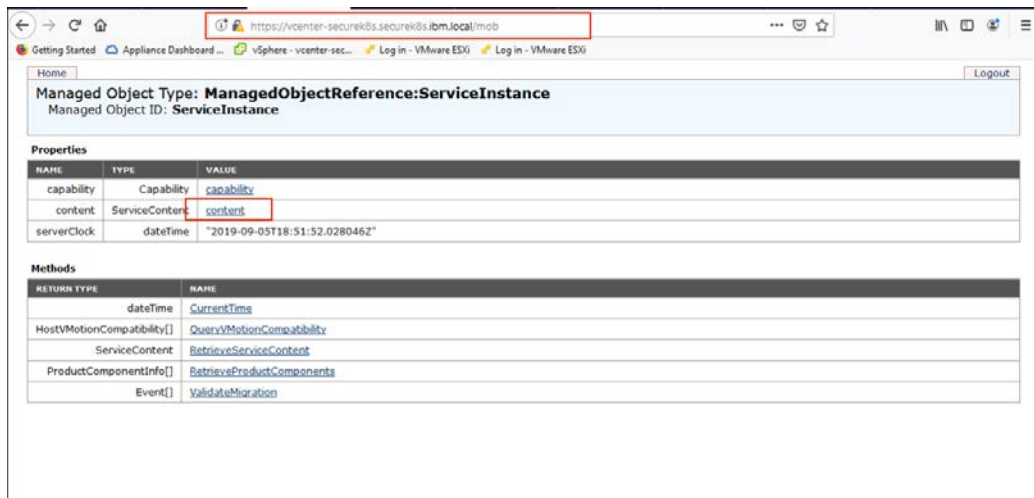 https://vcenter-securek8s.securek8s.ibm.local/mob
Getting Started Appliance Dashboard ... vSphere - vcenter-sec... Log in - VMware ESXi Log in - VMware ESXi
Home Logout
Managed Object Type: ManagedObjectReference:ServiceInstance
Managed Object ID: ServiceInstance
Properties
NAME TYPE VALUE
capability Capability capability
content ServiceContent content
serverClock dateTime "2019-09-05T18:51:52.028046Z"
Methods
RETURN TYPE NAME
dateTime CurrentTime
HostVMotionCompatibility[] QueryVMotionCompatibility
ServiceContent RetrieveServiceContent
ProductComponentInfo[] RetrieveProductComponents
Event[] ValidateMigration